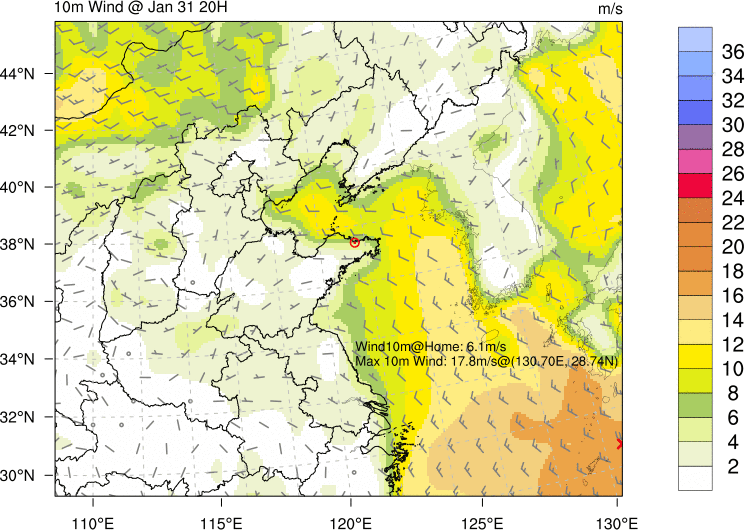 10m Wind @ Jan 31 20H
m/s
44°N
42°N
40°N
38°N
36°N
34°N
32°N
30°N
110°E
115°E
120°E
125°E
130°E
Wind10m@Home: 6.1m/s
Max 10m Wind: 17.8m/s@(130.70E, 28.74N)
36
34
32
30
28
26
24
22
20
18
16
14
12
10
8
6
4
2